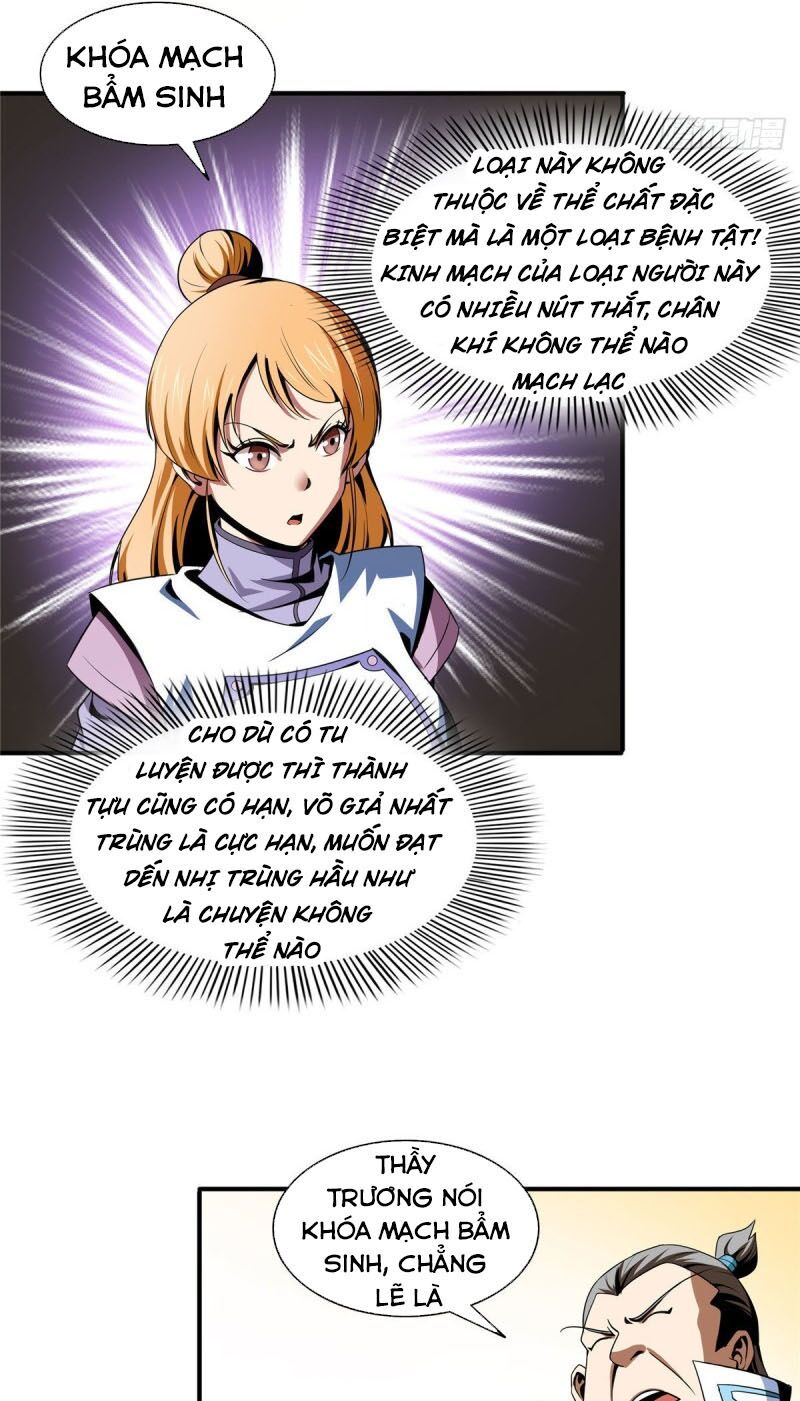 KHÓA MẠCH
BẨM SINH
LOẠI NÀY KHÔNG
THUỘC VỀ THỂ CHẤT ĐẶC
BIỆT MÀ LÀ MỘT LOẠI BỆNH TẬT!
KINH MẠCH CỦA LOẠI NGƯỜI NÀY
CÓ NHIỀU NÚT THẮT, CHÂN
KHÍ KHÔNG THỂ NÀO
MẠCH LẠC
CHO DÙ CÓ TU
LUYỆN ĐƯỢC THÌ THÀNH
TỰU CŨNG CÓ HẠN, VÕ GIẢ NHẤT
TRÙNG LÀ CỰC HẠN, MUỐN ĐẠT
DẾN NHỊ TRÙNG HẦU NHƯ
LÀ CHUYỆN KHÔNG
THỂ NÀO
THẦY
TRƯƠNG NÓI
KHÓA MẠCH BẨM
SINH, CHẲNG
LẼ LÀ